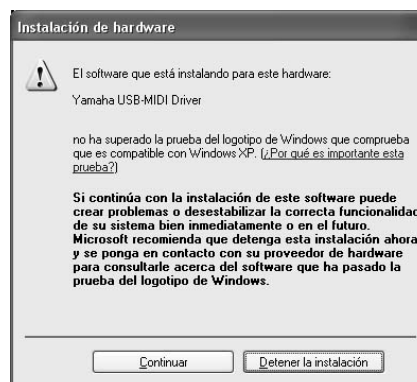 Instalación de hardware
El software que está instalando para este hardware:
Yamaha USB-MIDI Driver
no ha superado la prueba del logotipo de Windows que comprueba
que es compatible con Windows XP. (¿Por qué es importante esta
prueba?)
Si continúa con la instalación de este software puede
crear problemas o desestabilizar la correcta funcionalidad
de su sistema bien inmediatamente o en el futuro.
Microsoft recomienda que detenga esta instalación ahora
y se ponga en contacto con su proveedor de hardware
para consultarle acerca del software que ha pasado la
prueba del logotipo de Windows.
Continuar
Detener la instalación